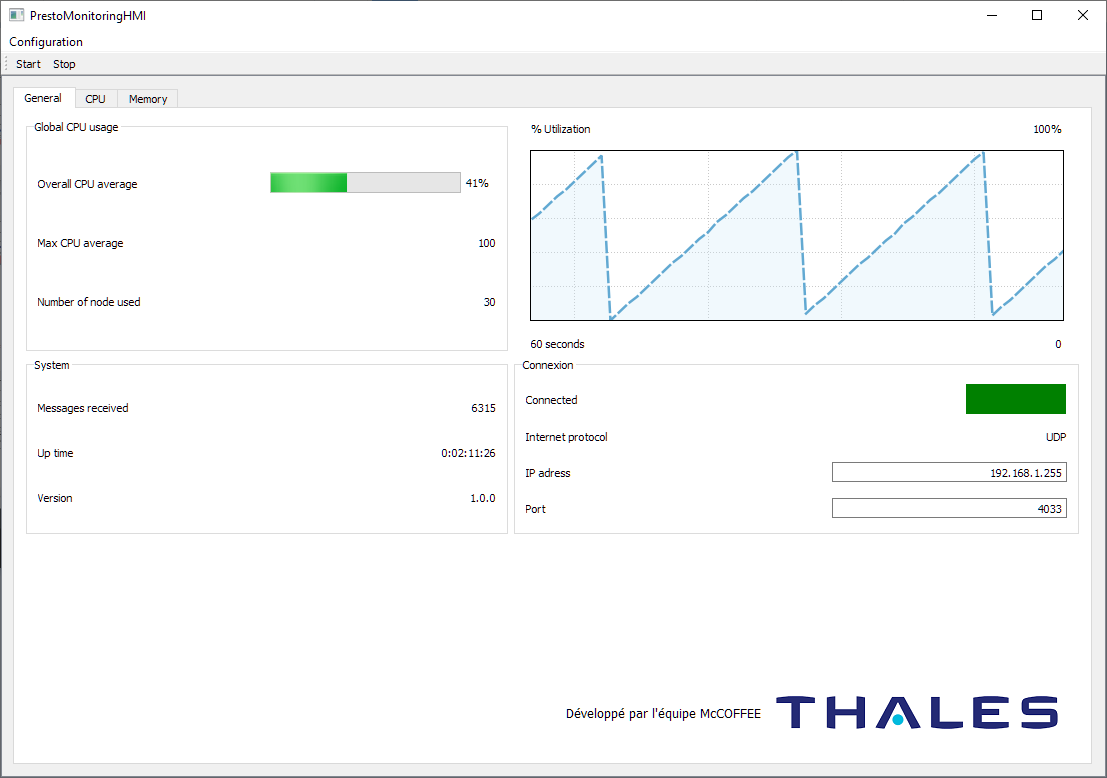 PrestoMonitoringHMI
Configuration
Start Stop
General CPU Memory
Global CPU usage
Overall CPU average 41%
Max CPU average 100
Number of node used 30
% Utilization 100%
60 seconds 0
System
Messages received 6315
Up time 0:02:11:26
Version 1.0.0
Connexion
Connected
Internet protocol UDP
IP adress 192.168.1.255
Port 4033
Développé par l'équipe McCOFFEE THALES